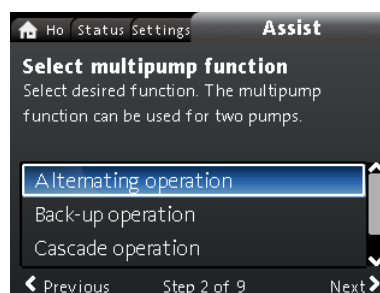 Ho Status Settings Assist
Select multipump function
Select desired function. The multipump
function can be used for two pumps.
Alternating operation
Back-up operation
Cascade operation
Previous Step 2 of 9 Next